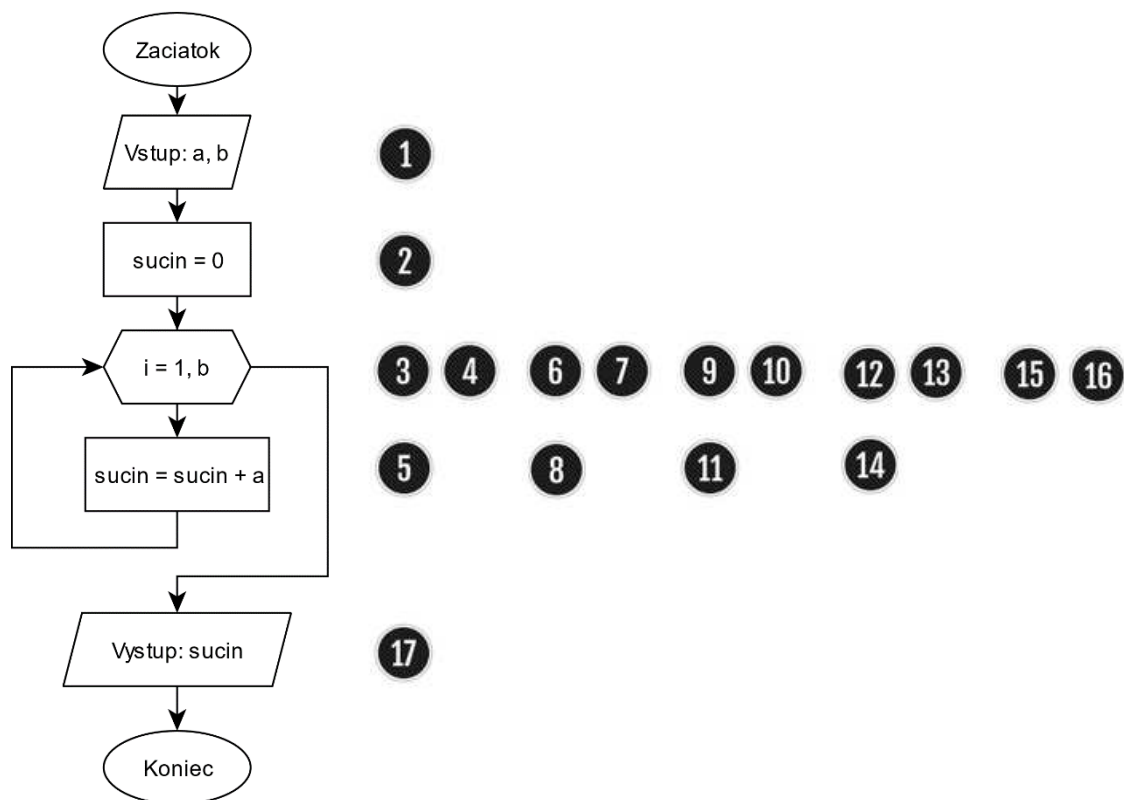 Zaciatok
Vstup: a, b
1
sucin = 0
2
i = 1, b
3 4 6 7 9 10 12 13 15 16
sucin = sucin + a
5 8 11 14
Vystup: sucin
17
Koniec